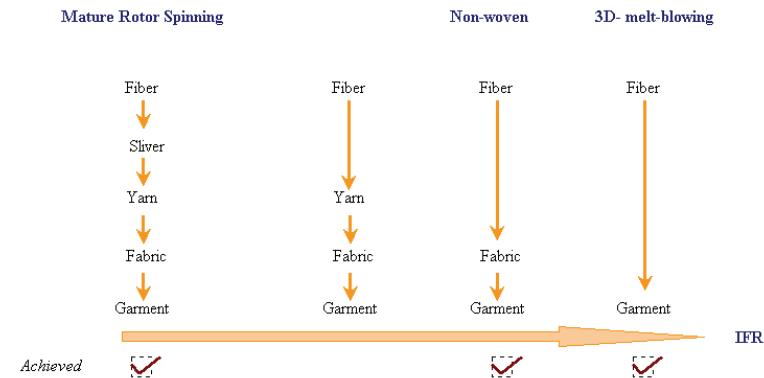 Mature Rotor Spinning Non-woven 3D- melt-blowing
Fiber Fiber Fiber Fiber
Sliver
Yarn Yarn
Fabric Fabric Fabric
Garment Garment Garment Garment
IFR
Achieved